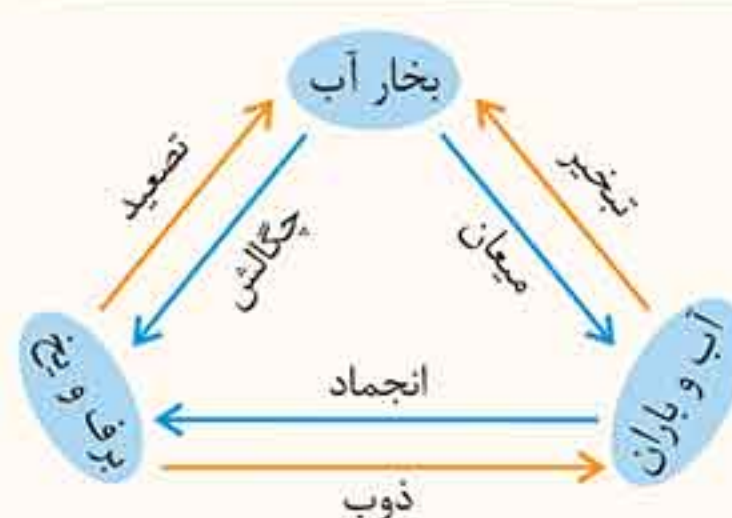 بخار آب
تبخیر
میعان
چگالش
تصعید
آب و باران
برف و یخ
انجماد
ذوب